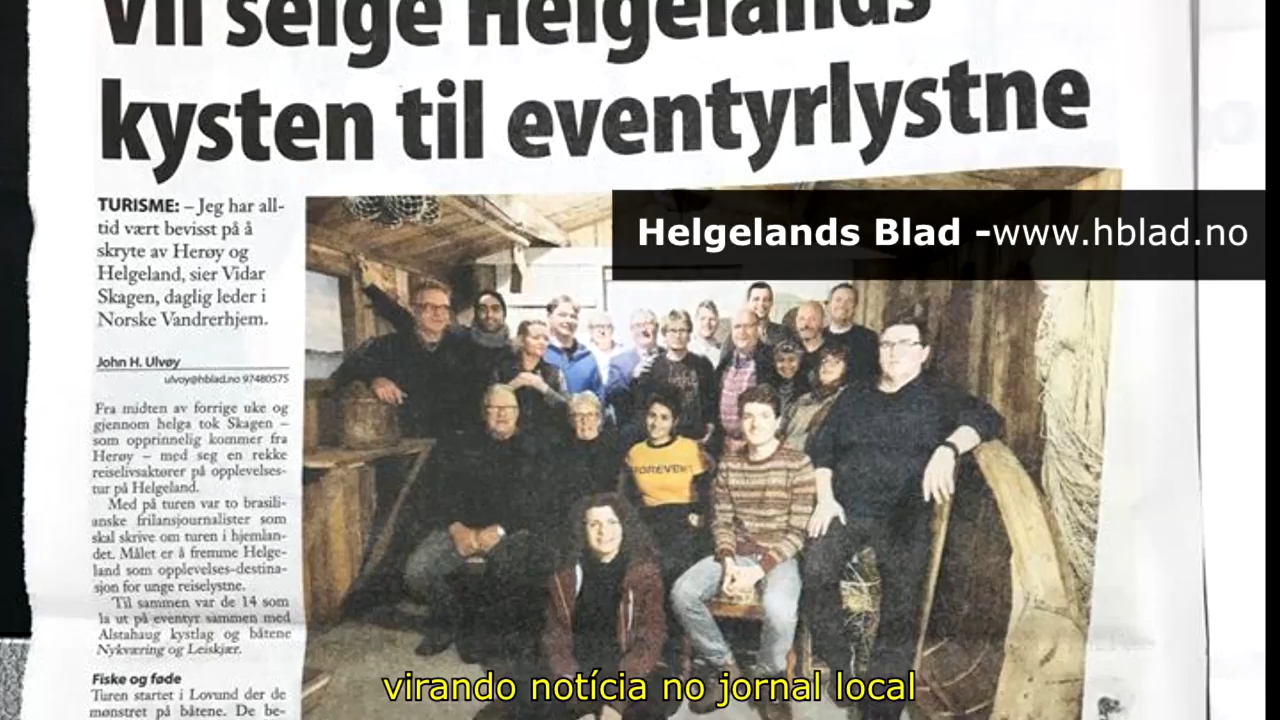 Vil selge Helgelands
kysten til eventyrlystne
TURISME: – Jeg har all-
tid vært bevisst på å
skryte av Herøy og
Helgeland, sier Vidar
Skagen, daglig leder i
Norske Vandrerhjem.
John H. Ulvøy
ulvoy@hblad.no 97480575
Fra midten av forrige uke og
gjennom helga tok Skagen –
som opprinnelig kommer fra
Herøy – med seg en rekke
reiselivsaktører på opplevelses-
tur på Helgeland.
Med på turen var to brasili-
anske frilansjournalister som
skal skrive om turen i hjemlan-
det. Målet er å fremme Helge-
land som opplevelses-destina-
sjon for unge reiselystne.
Til sammen var de 14 som
la ut på eventyr sammen med
Alstahaug kystlag og båtene
Nykværing og Leiskjær.
Fiske og føde
Turen startet i Lovund der de
mønstret på båtene. De be-
Helgelands Blad -www.hblad.no
FOREVER
virando notícia no jornal local